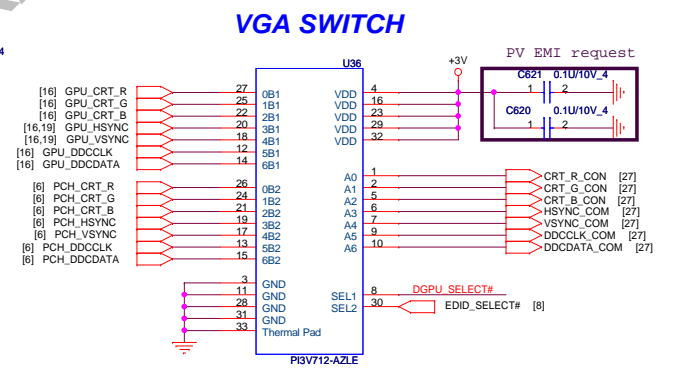 VGA SWITCH
4
PV EMI request
U36
+3V
C621 0.1U/10V_4
1 2
C620 0.1U/10V_4
1 2
[16] GPU_CRT_R 27 0B1
[16] GPU_CRT_G 25 1B1
[16] GPU_CRT_B 22 2B1
[16,19] GPU_HSYNC 20 3B1
[16,19] GPU_VSYNC 18 4B1
[16] GPU_DDCCLK 12 5B1
[16] GPU_DDCDATA 14 6B1
VDD 4
VDD 16
VDD 23
VDD 29
VDD 32
[6] PCH_CRT_R 26 0B2
[6] PCH_CRT_G 24 1B2
[6] PCH_CRT_B 21 2B2
[6] PCH_HSYNC 19 3B2
[6] PCH_VSYNC 17 4B2
[6] PCH_DDCCLK 13 5B2
[6] PCH_DDCDATA 15 6B2
A0 1 CRT_R_CON [27]
A1 2 CRT_G_CON [27]
A2 5 CRT_B_CON [27]
A3 6 HSYNC_COM [27]
A4 7 VSYNC_COM [27]
A5 9 DDCCLK_COM [27]
A6 10 DDCDATA_COM [27]
3 GND
11 GND
28 GND
31 GND
33 Thermal Pad
SEL1 8 DGPU_SELECT#
SEL2 30 EDID_SELECT# [8]
PI3V712-AZLE